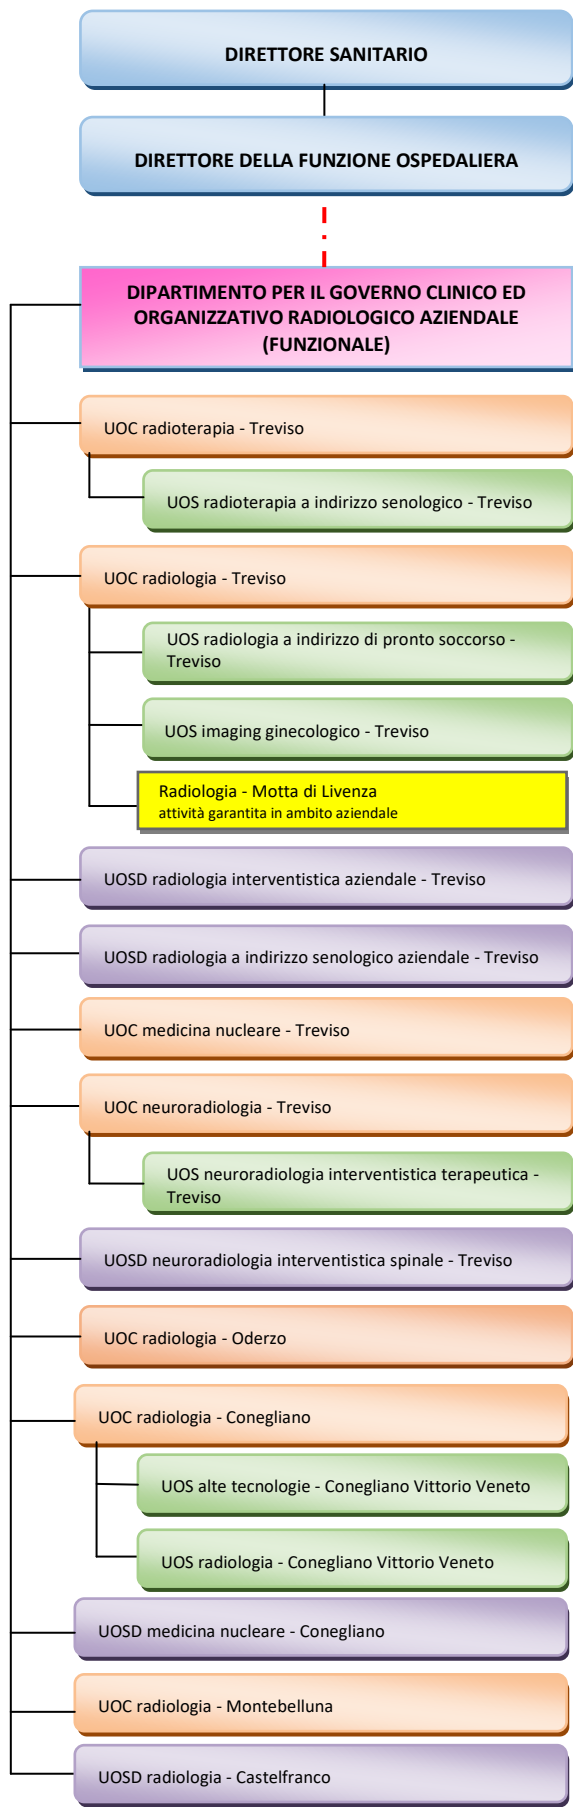 DIRETTORE SANITARIO
DIRETTORE DELLA FUNZIONE OSPEDALIERA
DIPARTIMENTO PER IL GOVERNO CLINICO ED
ORGANIZZATIVO RADIOLOGICO AZIENDALE
(FUNZIONALE)
UOC radioterapia - Treviso
UOS radioterapia a indirizzo senologico - Treviso
UOC radiologia - Treviso
UOS radiologia a indirizzo di pronto soccorso -
Treviso
UOS imaging ginecologico - Treviso
Radiologia - Motta di Livenza
attività garantita in ambito aziendale
UOSD radiologia interventistica aziendale - Treviso
UOSD radiologia a indirizzo senologico aziendale - Treviso
UOC medicina nucleare - Treviso
UOC neuroradiologia - Treviso
UOS neuroradiologia interventistica terapeutica -
Treviso
UOSD neuroradiologia interventistica spinale - Treviso
UOC radiologia - Oderzo
UOC radiologia - Conegliano
UOS alte tecnologie - Conegliano Vittorio Veneto
UOS radiologia - Conegliano Vittorio Veneto
UOSD medicina nucleare - Conegliano
UOC radiologia - Montebelluna
UOSD radiologia - Castelfranco